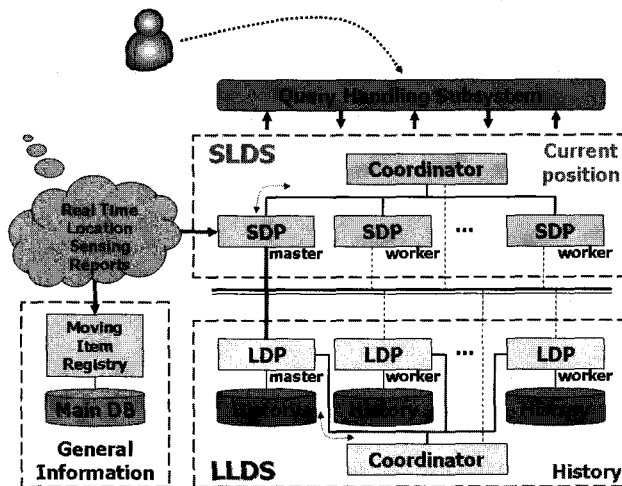 Query Handling Subsystem
SLDS
Coordinator
Current
position
Real Time
Location
Sensing
Reports
SDP
master
SDP
worker
...
SDP
worker
Moving
Item
Registry
Main DB
General
Information
LDP
master
LDP
worker
...
LDP
worker
History
History
History
Coordinator
LLDS
History